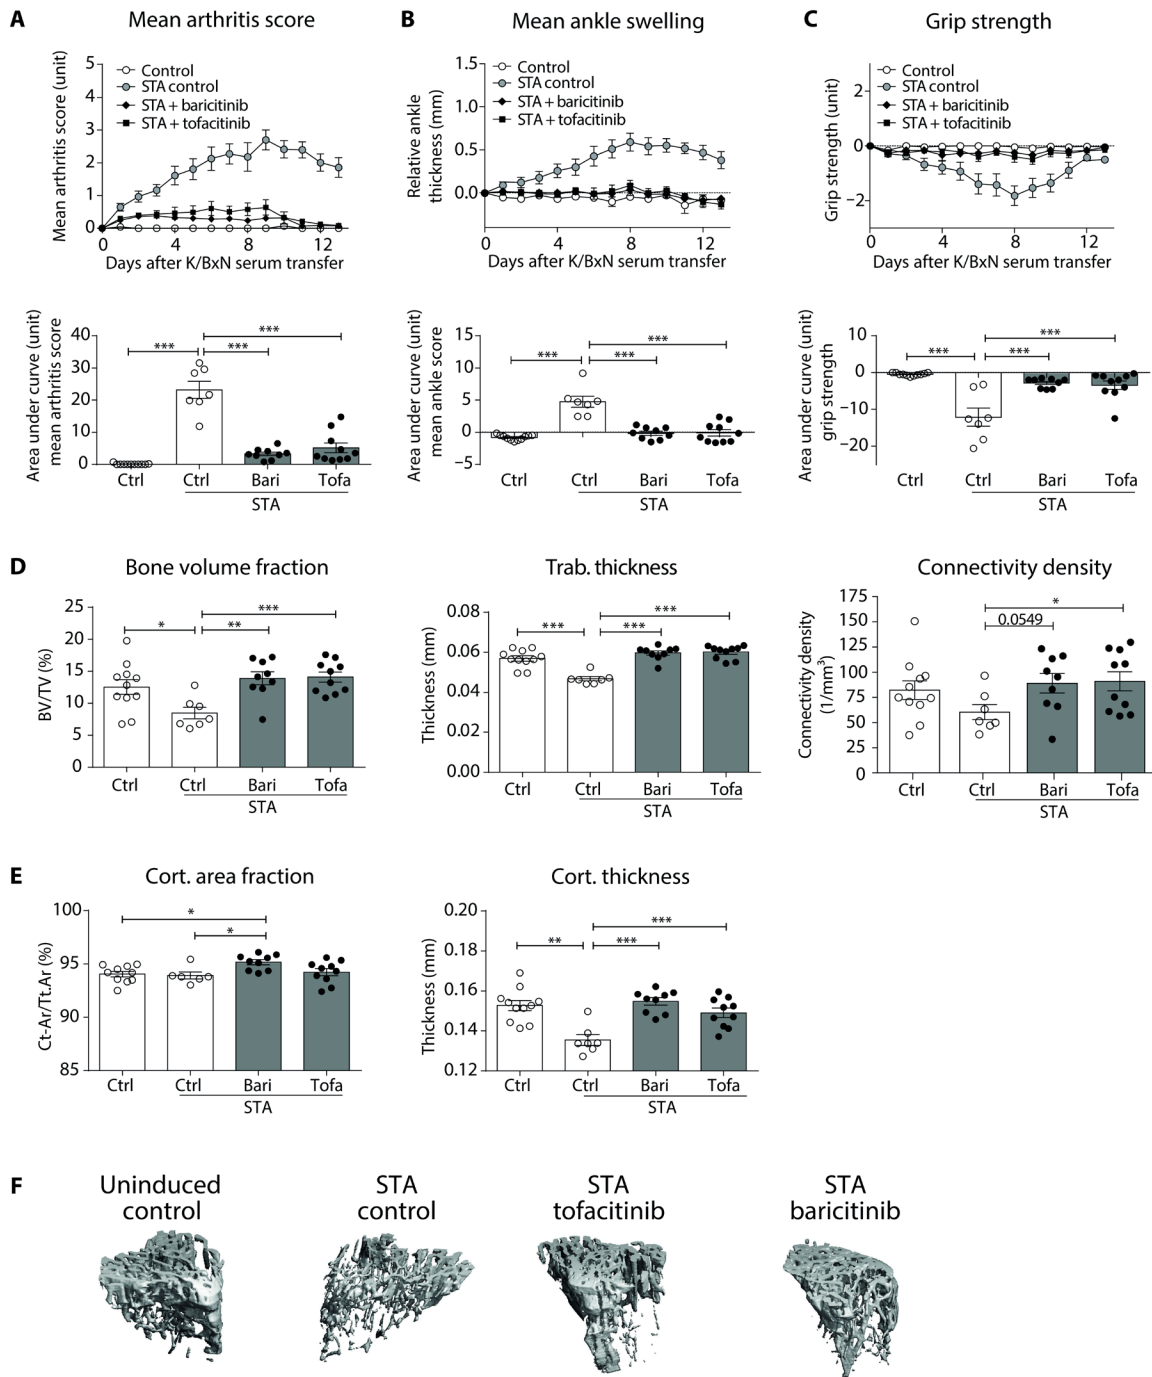 A
Mean arthritis score
Mean arthritis score (unit)
5
4
3
2
1
0
Control
STA control
STA + baricitinib
STA + tofacitinib
0 4 8 12
Days after K/BxN serum transfer
B
Mean ankle swelling
Relative ankle
thickness (mm)
1.5
1.0
0.5
0.0
Control
STA control
STA + baricitinib
STA + tofacitinib
0 4 8 12
Days after K/BxN serum transfer
C
Grip strength
Grip strength (unit)
2
0
−2
Control
STA control
STA + baricitinib
STA + tofacitinib
0 4 8 12
Days after K/BxN serum transfer
Area under curve (unit)
mean arthritis score
40
30
20
10
0
***
*** ***
Ctrl Ctrl Bari Tofa
STA
Area under curve (unit)
mean ankle score
15
10
5
0
−5
***
*** ***
Ctrl Ctrl Bari Tofa
STA
Area under curve (unit)
grip strength
10
0
−10
−20
***
*** ***
Ctrl Ctrl Bari Tofa
STA
D
Bone volume fraction
BV/TV (%)
25
20
15
10
5
0
***
* **
Ctrl Ctrl Bari Tofa
STA
Trab. thickness
Thickness (mm)
0.08
0.06
0.04
0.02
0.00
***
*** ***
Ctrl Ctrl Bari Tofa
STA
Connectivity density
Connectivity density
(1/mm³)
175
150
125
100
75
50
25
0
*
0.0549
Ctrl Ctrl Bari Tofa
STA
E
Cort. area fraction
Ct-Ar/Tt.Ar (%)
100
95
90
85
*
*
Ctrl Ctrl Bari Tofa
STA
Cort. thickness
Thickness (mm)
0.20
0.18
0.16
0.14
0.12
***
** ***
Ctrl Ctrl Bari Tofa
STA
F
Uninduced
control
STA
control
STA
tofacitinib
STA
baricitinib